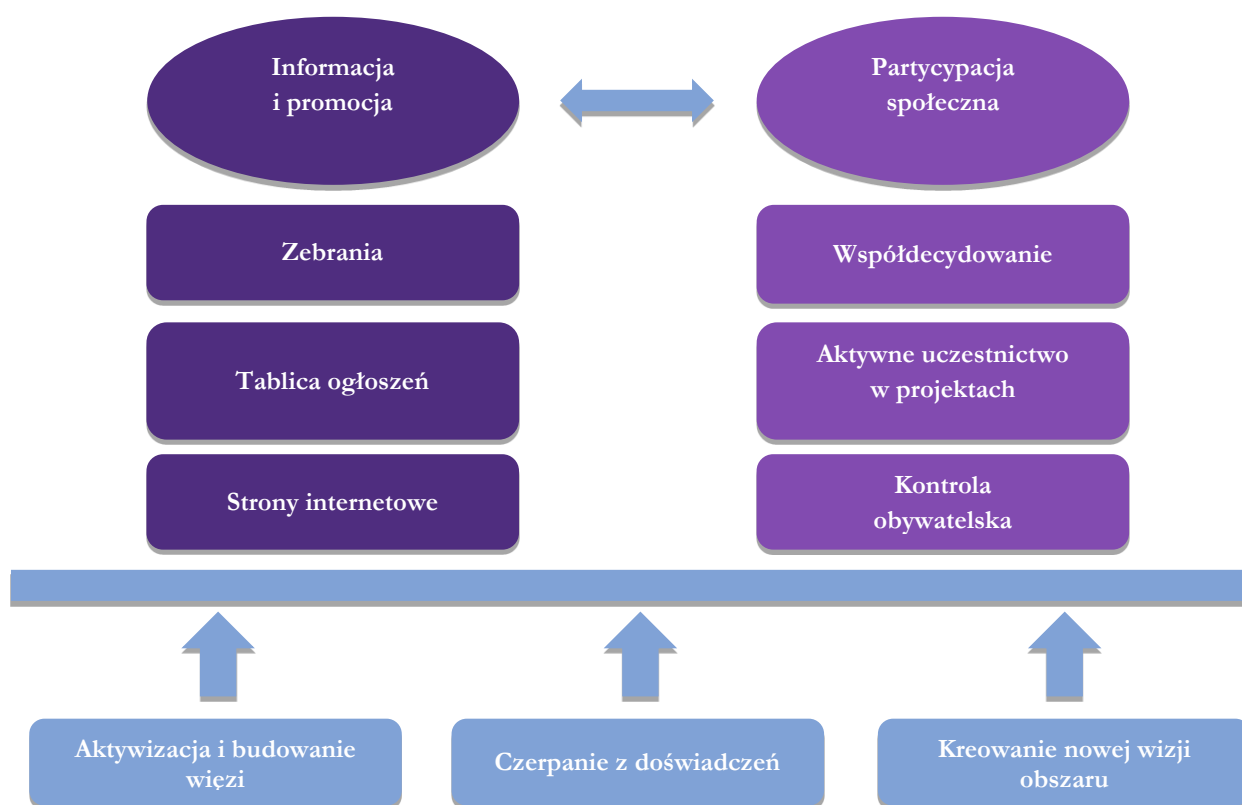 Informacja
i promocja
Partycypacja
społeczna
Zebrania
Współdecydowanie
Tablica ogłoszeń
Aktywne uczestnictwo
w projektach
Strony internetowe
Kontrola
obywatelska
Aktywizacja i budowanie
więzi
Czerpanie z doświadczeń
Kreowanie nowej wizji
obszaru